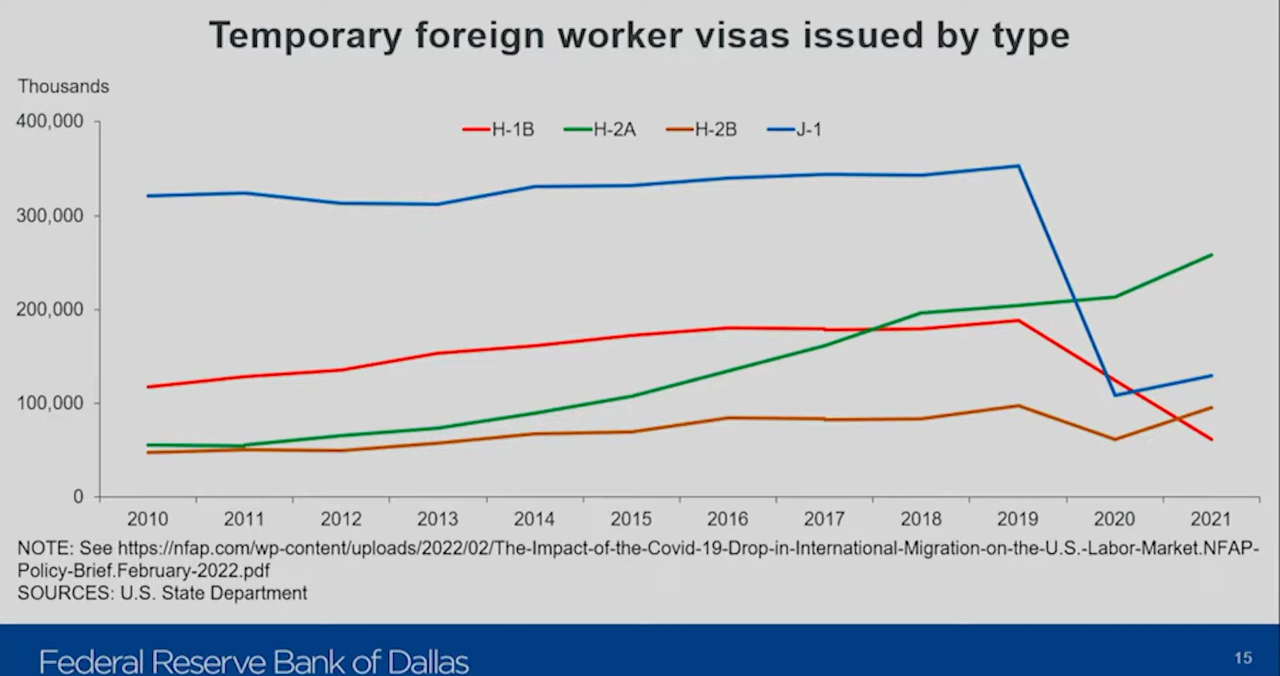 Temporary foreign worker visas issued by type
Thousands
400,000
H-1B H-2A H-2B J-1
300,000
200,000
100,000
0
2010 2011 2012 2013 2014 2015 2016 2017 2018 2019 2020 2021
NOTE: See https://nfap.com/wp-content/uploads/2022/02/The-Impact-of-the-Covid-19-Drop-in-International-Migration-on-the-U.S.-Labor-Market.NFAP-
Policy-Brief.February-2022.pdf
SOURCES: U.S. State Department
Federal Reserve Bank of Dallas
15